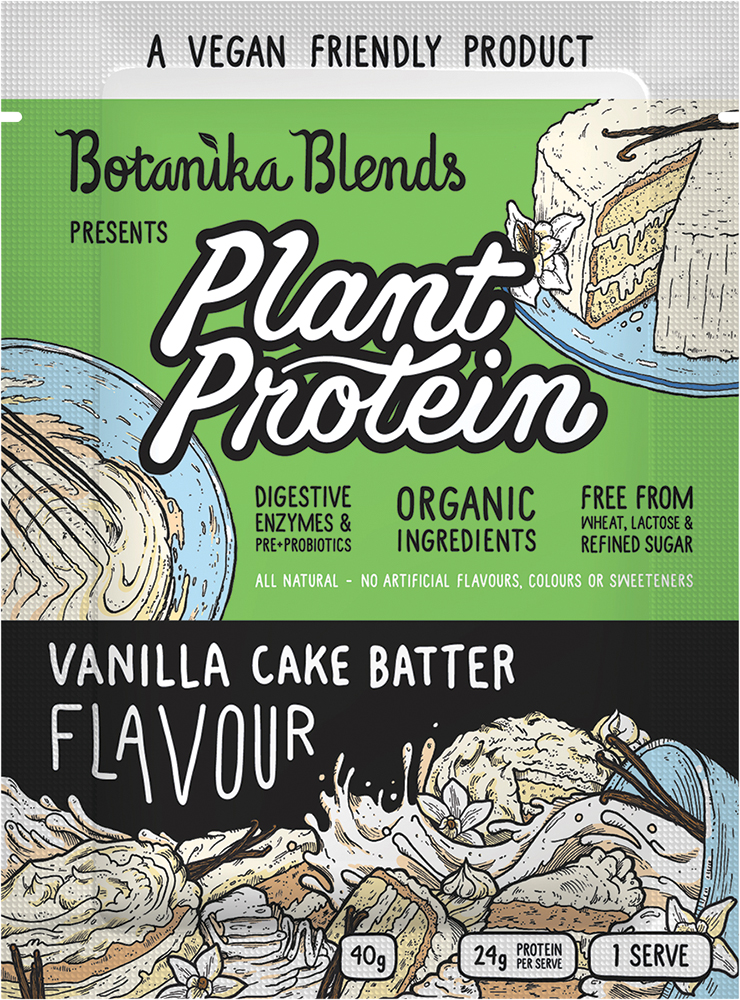 A VEGAN FRIENDLY PRODUCT
Botanika Blends
PRESENTS
Plant
Protein
DIGESTIVE
ENZYMES &
PRE+PROBIOTICS
ORGANIC
INGREDIENTS
FREE FROM
WHEAT, LACTOSE &
REFINED SUGAR
ALL NATURAL - NO ARTIFICIAL FLAVOURS, COLOURS OR SWEETENERS
VANILLA CAKE BATTER
FLAVOUR
40g
24g PROTEIN
PER SERVE
1 SERVE